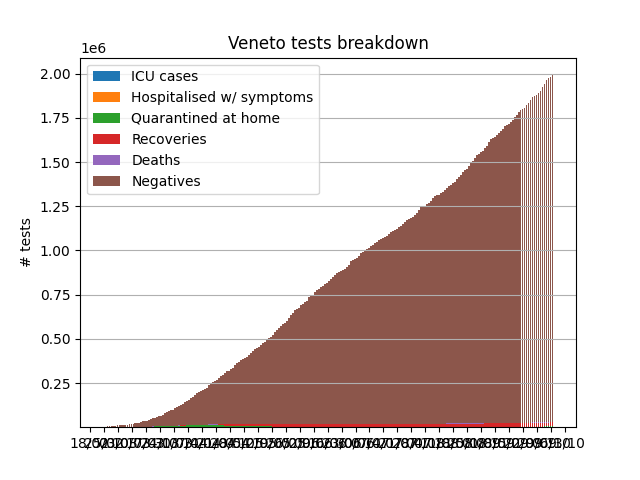 Veneto tests breakdown
1e6
ICU cases
Hospitalised w/ symptoms
Quarantined at home
Recoveries
Deaths
Negatives
2.00
1.75
1.50
1.25
1.00
0.75
0.50
0.25
# tests